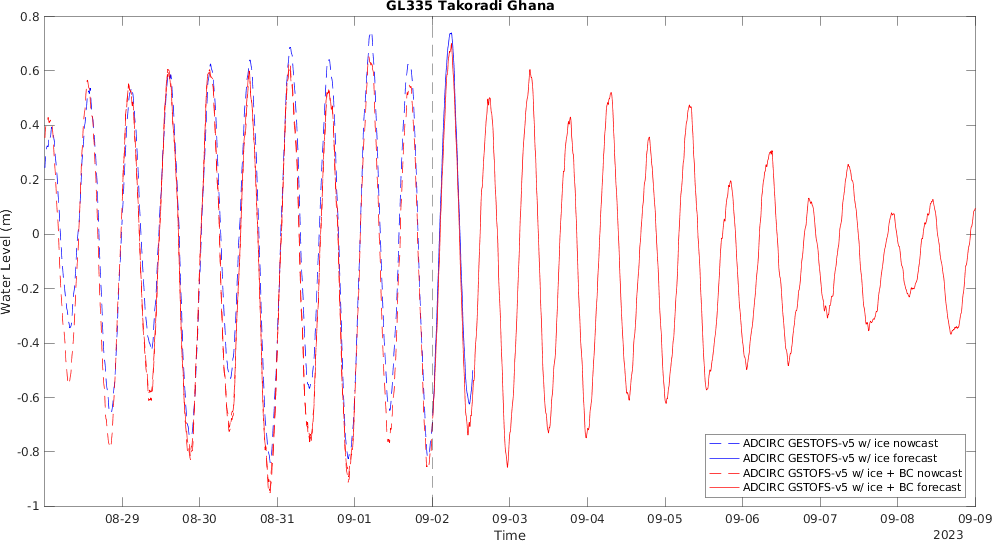 GL335 Takoradi Ghana
0.8
0.6
0.4
0.2
0
-0.2
-0.4
-0.6
-0.8
-1
Water Level (m)
ADCIRC GESTOFS-v5 w/ ice nowcast
ADCIRC GESTOFS-v5 w/ ice forecast
ADCIRC GSTOFS-v5 w/ ice + BC nowcast
ADCIRC GSTOFS-v5 w/ ice + BC forecast
08-29 08-30 08-31 09-01 09-02 09-03 09-04 09-05 09-06 09-07 09-08 09-09
Time
2023